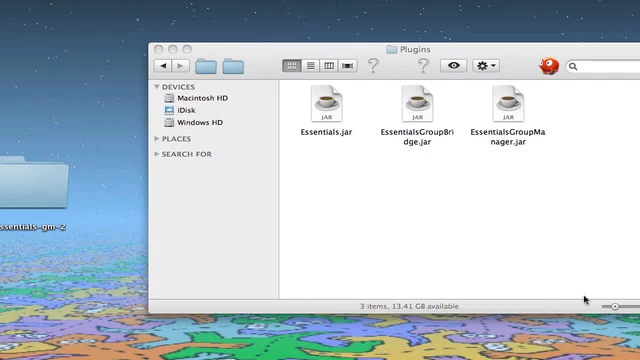 Plugins
DEVICES
Macintosh HD
iDisk
Windows HD
PLACES
SEARCH FOR
JAR
JAR
JAR
Essentials.jar
EssentialsGroupBri
dge.jar
EssentialsGroupMa
nager.jar
ssentials-gm-2
3 items, 13.41 GB available